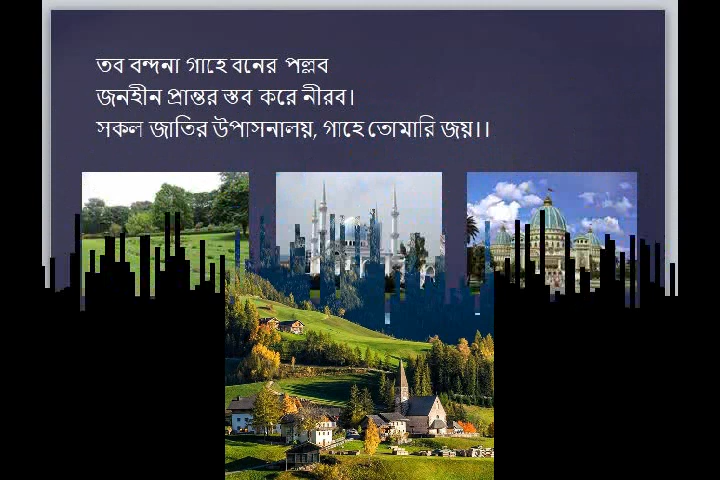 তব বন্দনা গাহে বনের পল্লব
জনহীন প্রান্তর স্তব করে নীরব।
সকল জাতির উপাসনালয়, গাহে তোমারি জয়।।